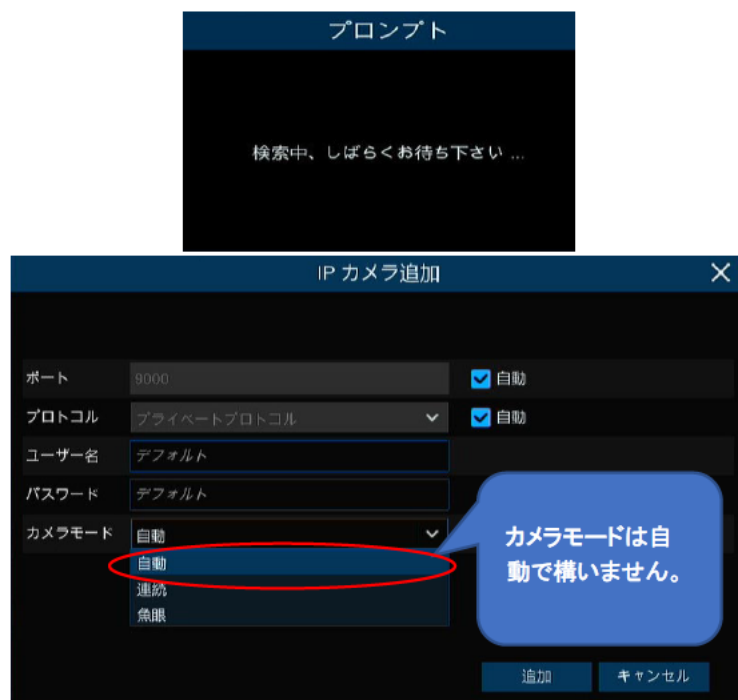 プロンプト
検索中、しばらくお待ち下さい ...
IP カメラ追加
ポート 9000 自動
プロトコル プライベートプロトコル 自動
ユーザー名 デフォルト
パスワード デフォルト
カメラモード 自動
自動
連続
魚眼
カメラモードは自
動で構いません。
追加 キャンセル